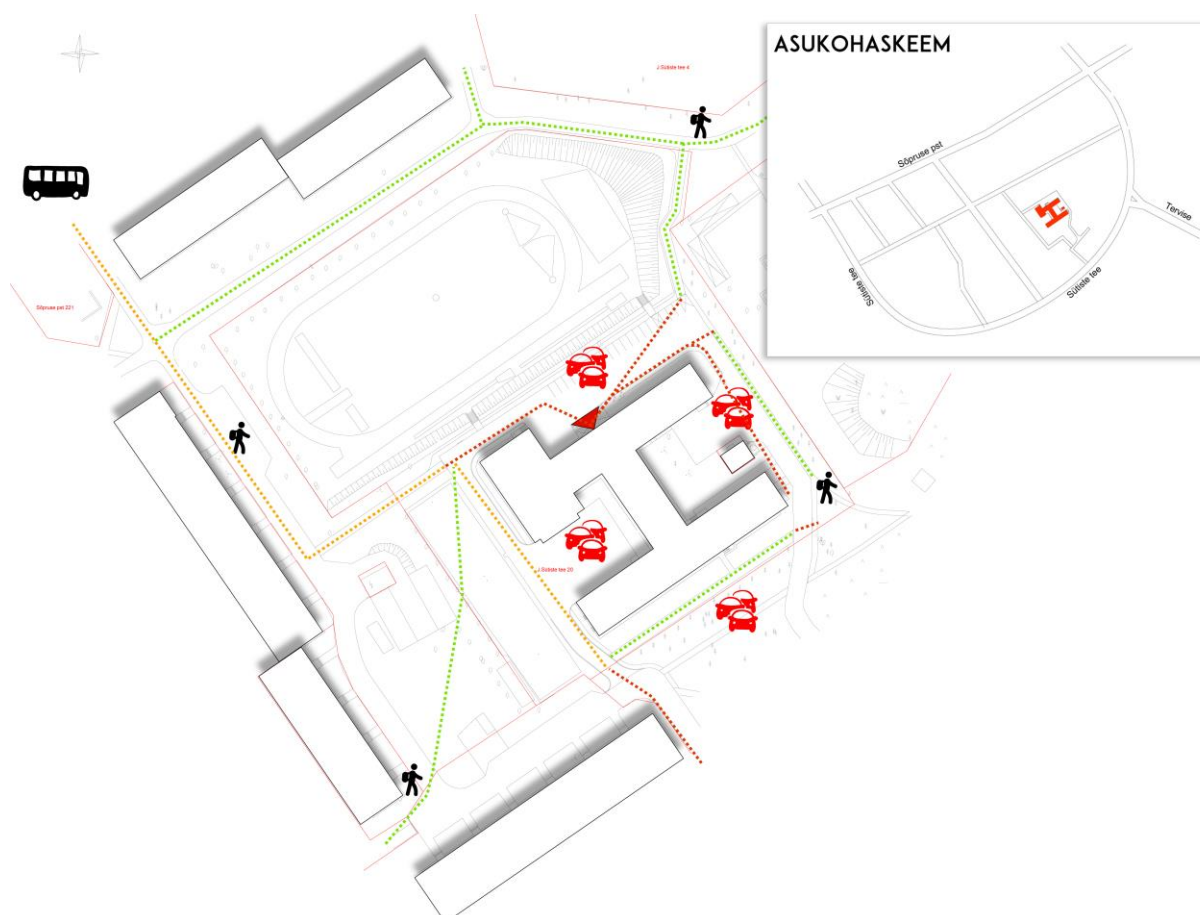 ASUKOHASKEEM
J Sütiste tee 4
Sõpruse pst
Tervise
Sütiste tee
Sütiste tee
Sõpruse pst 221
J Sütiste tee 20